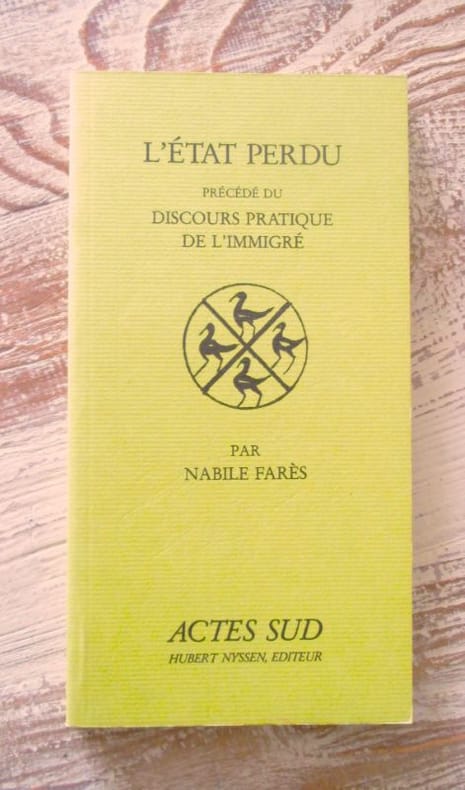 L'ÉTAT PERDU
PRÉCÉDÉ DU
DISCOURS PRATIQUE
DE L'IMMIGRÉ
PAR
NABILE FARÈS
ACTES SUD
HUBERT NYSSEN, EDITEUR